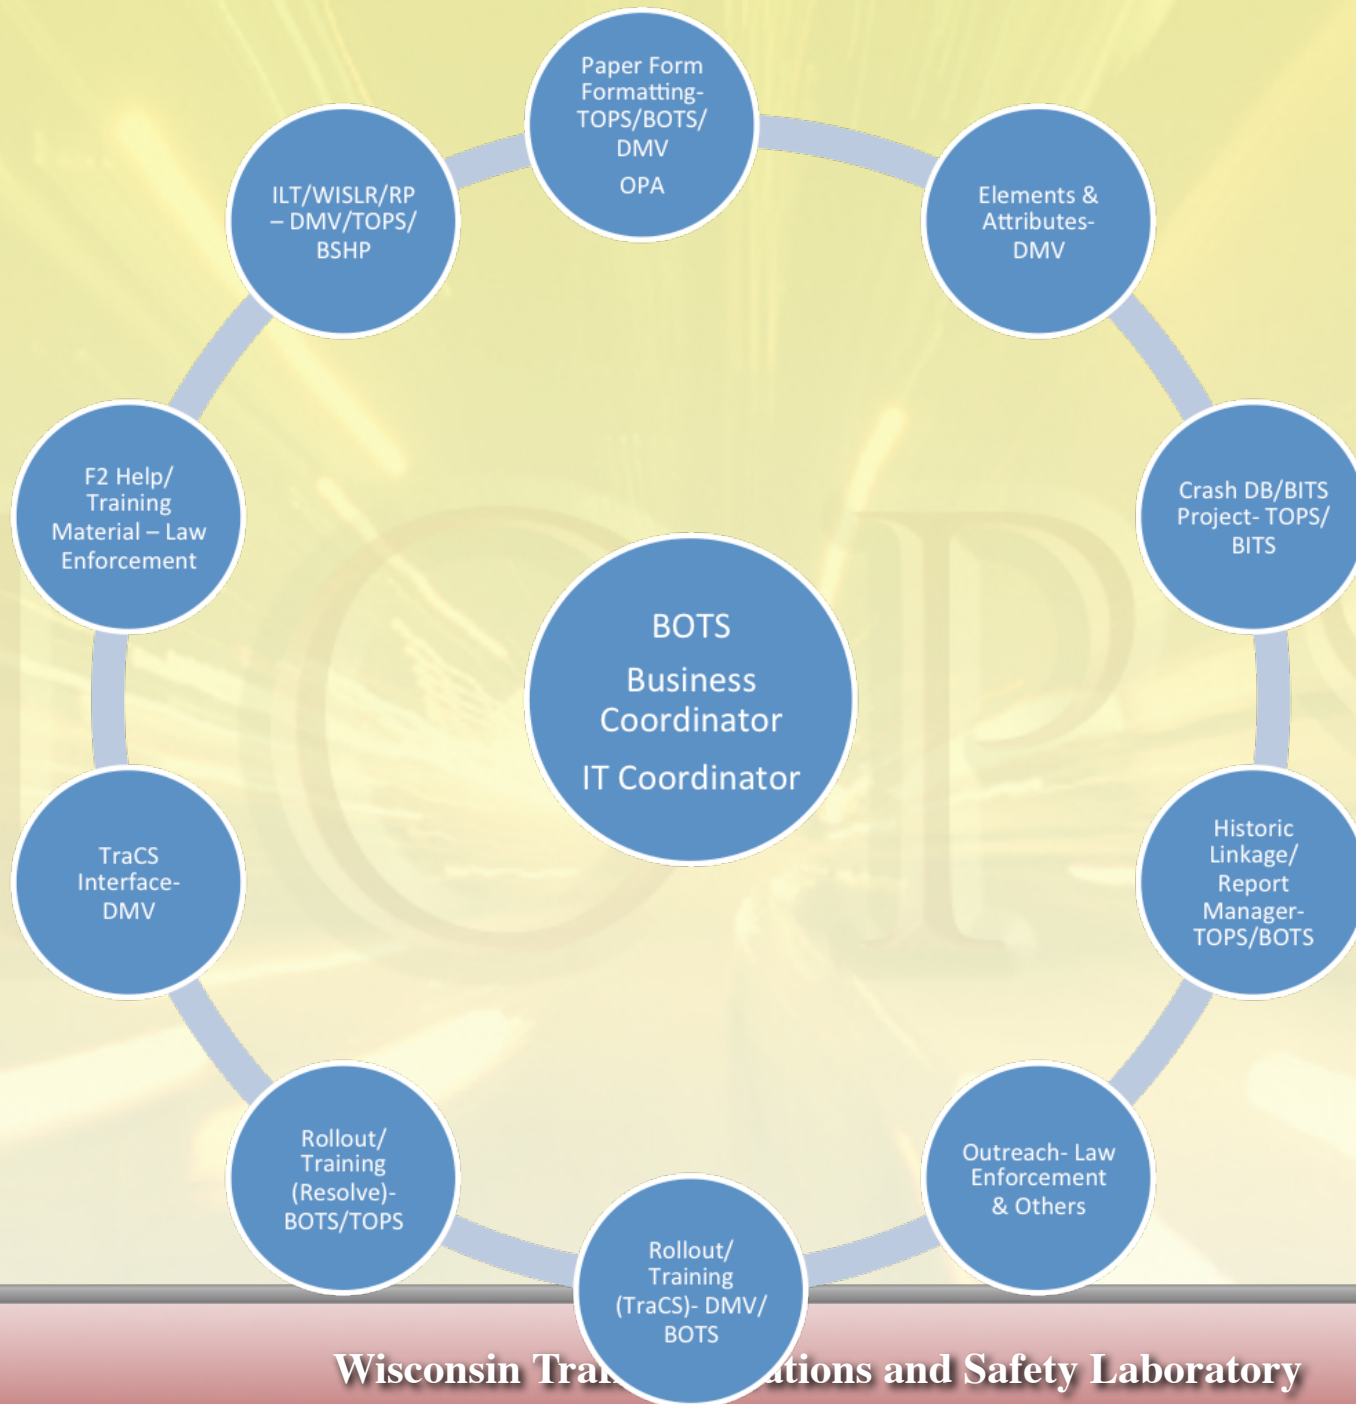 Paper Form
Formatting-
TOPS/BOTS/
DMV
OPA
Elements &
Attributes-
DMV
Crash DB/BITS
Project- TOPS/
BITS
Historic
Linkage/
Report
Manager-
TOPS/BOTS
Outreach- Law
Enforcement
& Others
Rollout/
Training
(TraCS)- DMV/
BOTS
Rollout/
Training
(Resolve)-
BOTS/TOPS
TraCS
Interface-
DMV
F2 Help/
Training
Material – Law
Enforcement
ILT/WISLR/RP
– DMV/TOPS/
BSHP
BOTS
Business
Coordinator
IT Coordinator
Wisconsin and Safety Laboratory